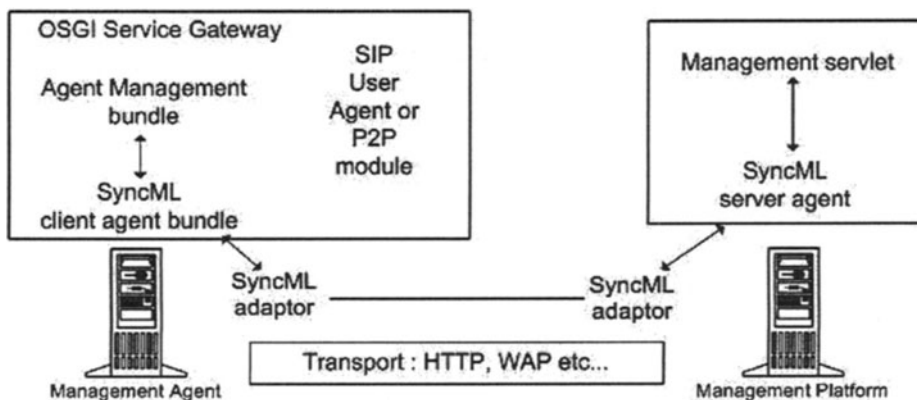 OSGI Service Gateway
Agent Management
bundle
SyncML
client agent bundle
SIP
User
Agent or
P2P
module
Management servlet
SyncML
server agent
SyncML
adaptor
SyncML
adaptor
Transport : HTTP, WAP etc...
Management Agent
Management Platform